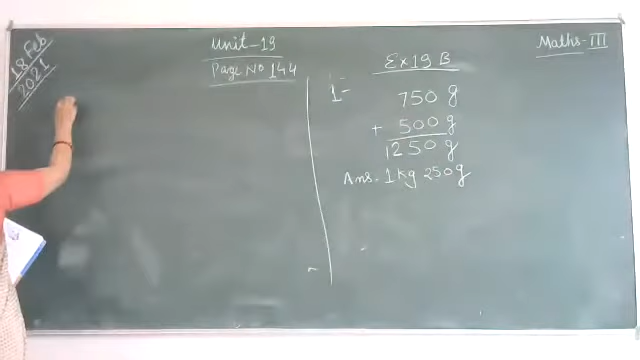 18 Feb
2021
Unit-19
Page No 144
Maths-III
Ex 19 B
1-
750 g
+ 500 g
1250 g
Ans. 1 kg 250 g